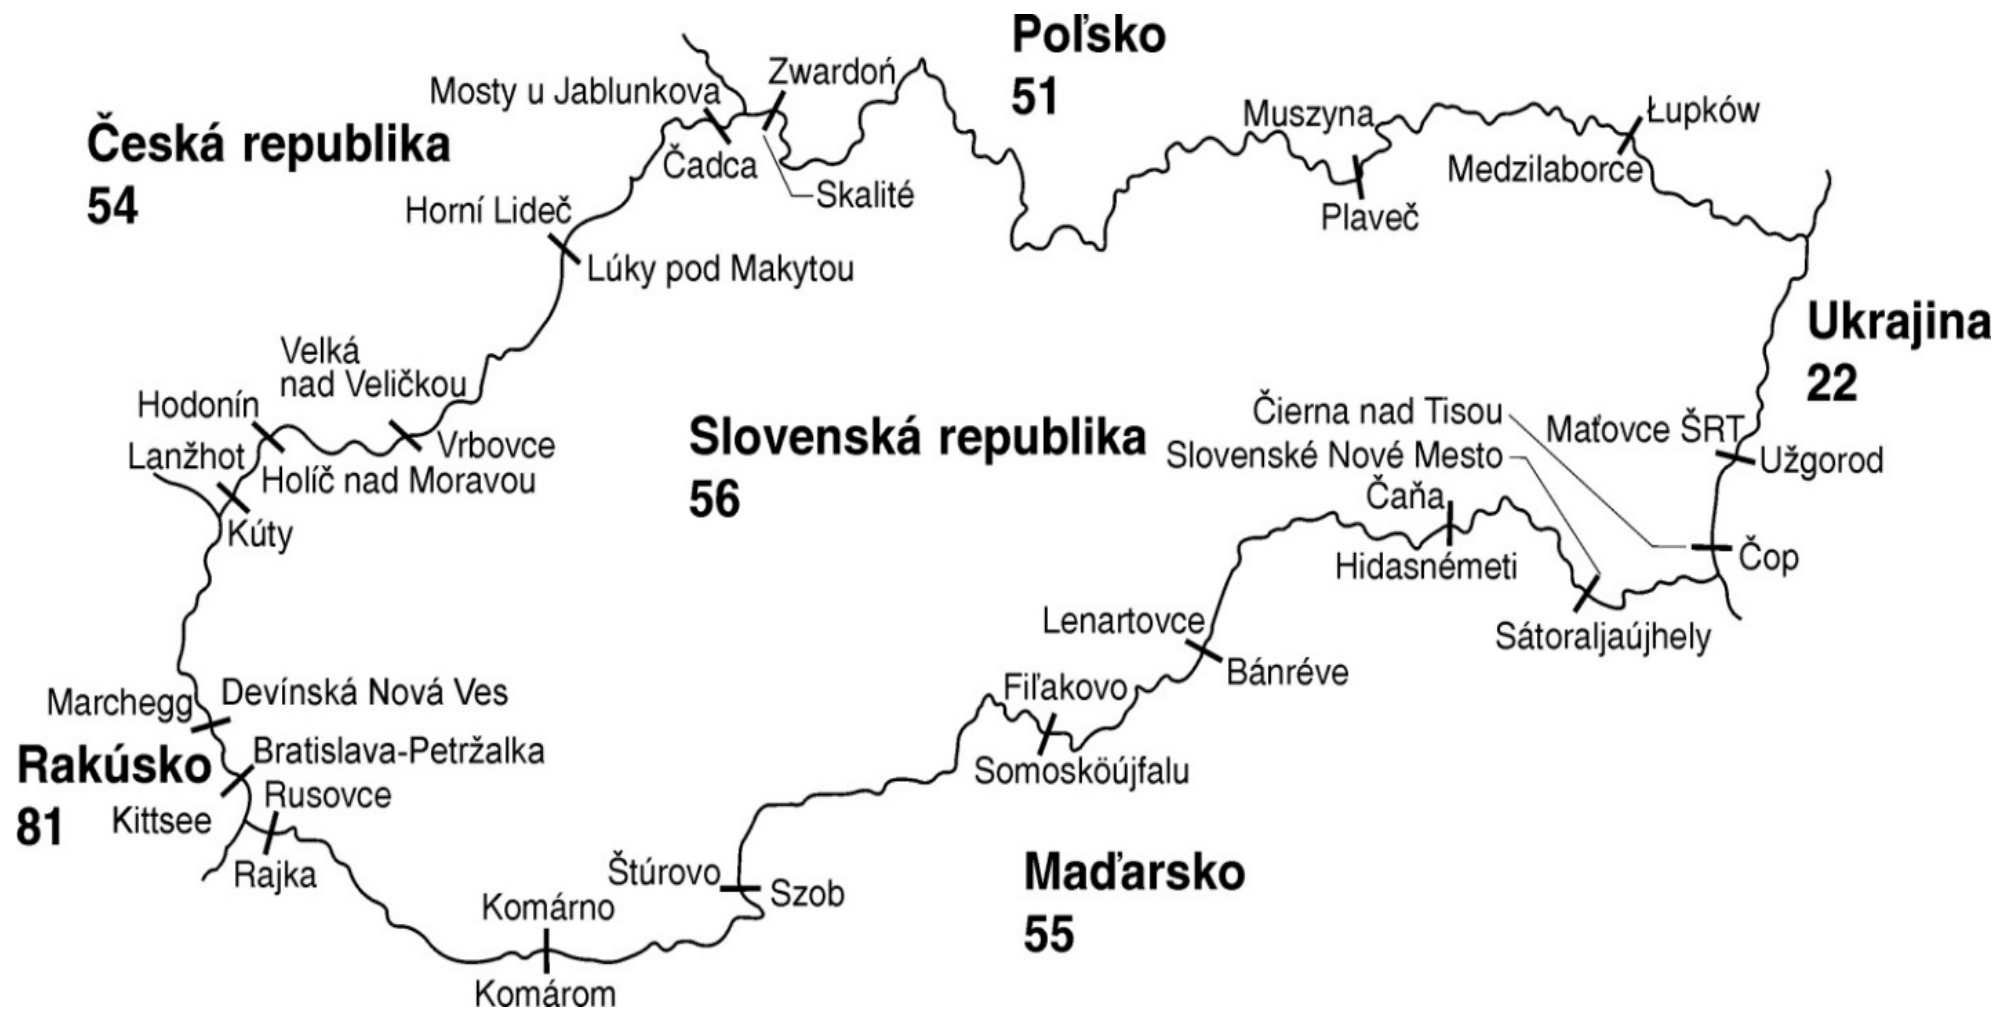 Poľsko
51
Zwardoń
Mosty u Jablunkova
Česká republika
54
Čadca
Skalité
Muszyna
Łupków
Medzilaborce
Plaveč
Horní Lideč
Lúky pod Makytou
Ukrajina
22
Velká
nad Veličkou
Hodonín
Vrbovce
Lanžhot
Holíč nad Moravou
Kúty
Slovenská republika
56
Čierna nad Tisou
Slovenské Nové Mesto
Maťovce ŠRT
Užgorod
Čaňa
Hidasnémeti
Čop
Lenartovce
Sátoraljaújhely
Bánréve
Fiľakovo
Somosköújfalu
Marchegg
Devínská Nová Ves
Rakúsko
81
Bratislava-Petržalka
Kittsee
Rusovce
Rajka
Štúrovo
Szob
Komárno
Komárom
Maďarsko
55